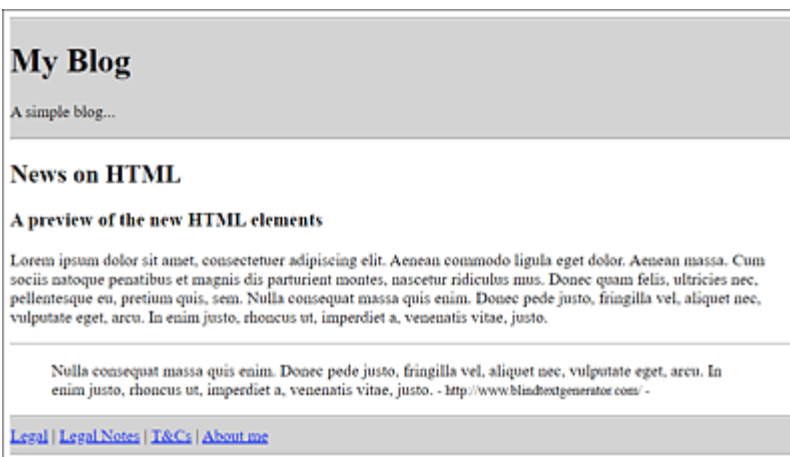 My Blog
A simple blog...
News on HTML
A preview of the new HTML elements
Lorem ipsum dolor sit amet, consectetuer adipiscing elit. Aenean commodo ligula eget dolor. Aenean massa. Cum
sociis natoque penatibus et magnis dis parturient montes, nascetur ridiculus mus. Donec quam felis, ultricies nec,
pellentesque eu, pretium quis, sem. Nulla consequat massa quis enim. Donec pede justo, fringilla vel, aliquet nec,
vulputate eget, arcu. In enim justo, rhoncus ut, imperdiet a, venenatis vitae, justo.
Nulla consequat massa quis enim. Donec pede justo, fringilla vel, aliquet nec, vulputate eget, arcu. In
enim justo, rhoncus ut, imperdiet a, venenatis vitae, justo. - http://www.blindtextgenerator.com/ -
Legal | Legal Notes | T&Cs | About me